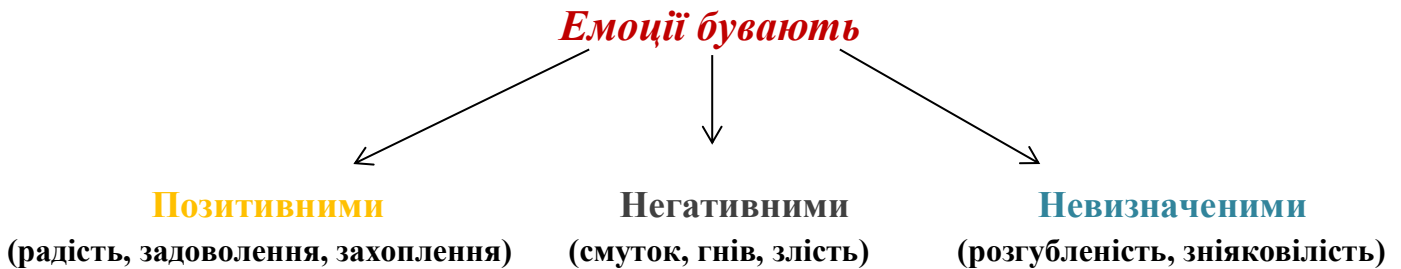 Емоції бувають
Позитивними Негативними Невизначеними
(радість, задоволення, захоплення) (смуток, гнів, злість) (розгубленість, зніяковілість)